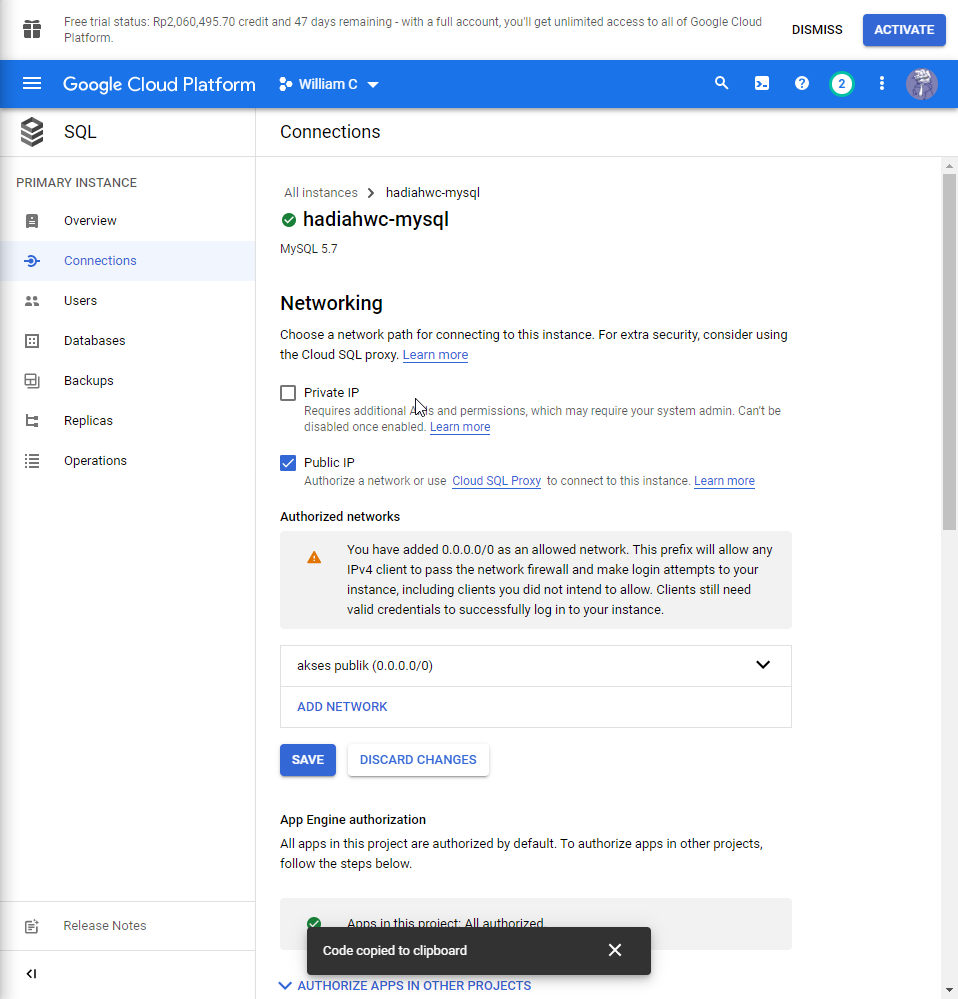 Free trial status: Rp2,060,495.70 credit and 47 days remaining - with a full account, you'll get unlimited access to all of Google Cloud
Platform.
DISMISS
ACTIVATE
Google Cloud Platform
William C
2
SQL
Connections
PRIMARY INSTANCE
Overview
Connections
Users
Databases
Backups
Replicas
Operations
Release Notes
All instances
hadiahwc-mysql
hadiahwc-mysql
MySQL 5.7
Networking
Choose a network path for connecting to this instance. For extra security, consider using
the Cloud SQL proxy. Learn more
Private IP
Requires additional APIs and permissions, which may require your system admin. Can't be
disabled once enabled. Learn more
Public IP
Authorize a network or use Cloud SQL Proxy to connect to this instance. Learn more
Authorized networks
You have added 0.0.0.0/0 as an allowed network. This prefix will allow any
IPv4 client to pass the network firewall and make login attempts to your
instance, including clients you did not intend to allow. Clients still need
valid credentials to successfully log in to your instance.
akses publik (0.0.0.0/0)
ADD NETWORK
SAVE
DISCARD CHANGES
App Engine authorization
All apps in this project are authorized by default. To authorize apps in other projects,
follow the steps below.
Apps in this project: All authorized
Code copied to clipboard
AUTHORIZE APPS IN OTHER PROJECTS